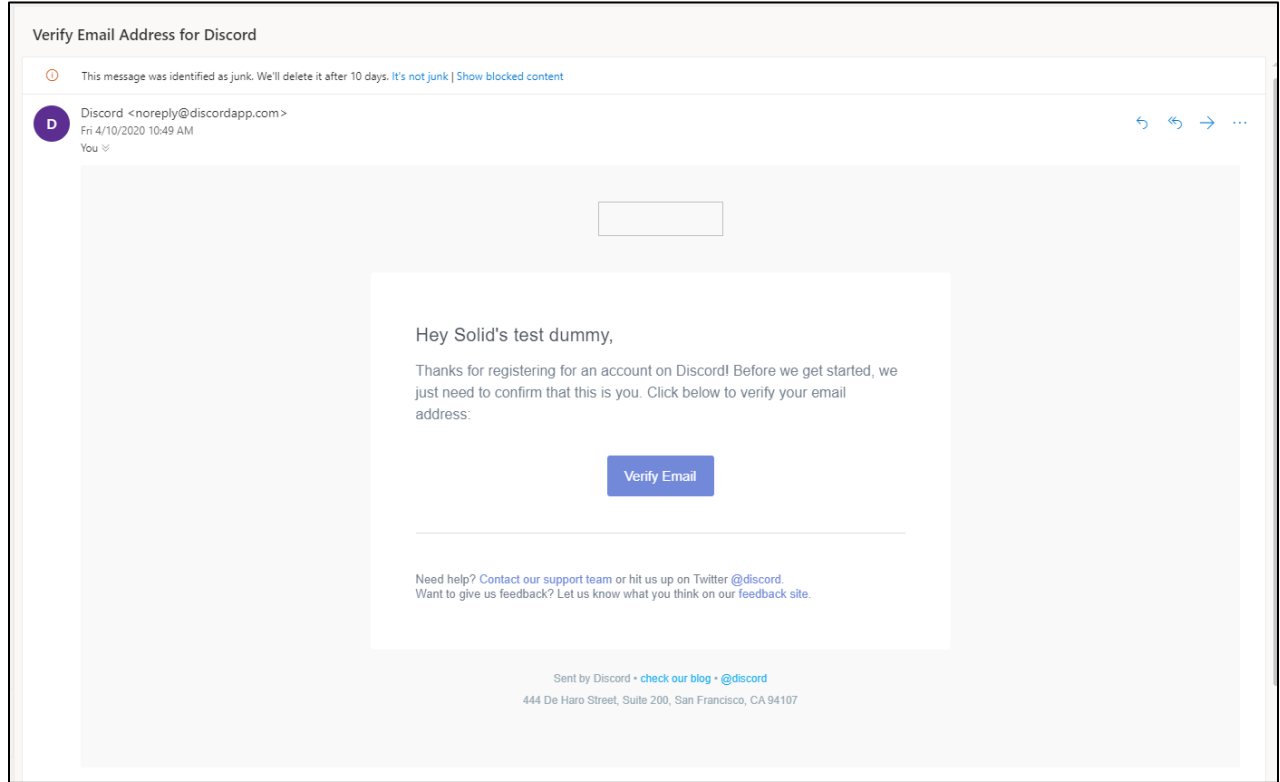 Verify Email Address for Discord
This message was identified as junk. We'll delete it after 10 days. It's not junk | Show blocked content
D
Discord <noreply@discordapp.com>
Fri 4/10/2020 10:49 AM
You
Hey Solid's test dummy,
Thanks for registering for an account on Discord! Before we get started, we
just need to confirm that this is you. Click below to verify your email
address:
Verify Email
Need help? Contact our support team or hit us up on Twitter @discord.
Want to give us feedback? Let us know what you think on our feedback site.
Sent by Discord • check our blog • @discord
444 De Haro Street, Suite 200, San Francisco, CA 94107